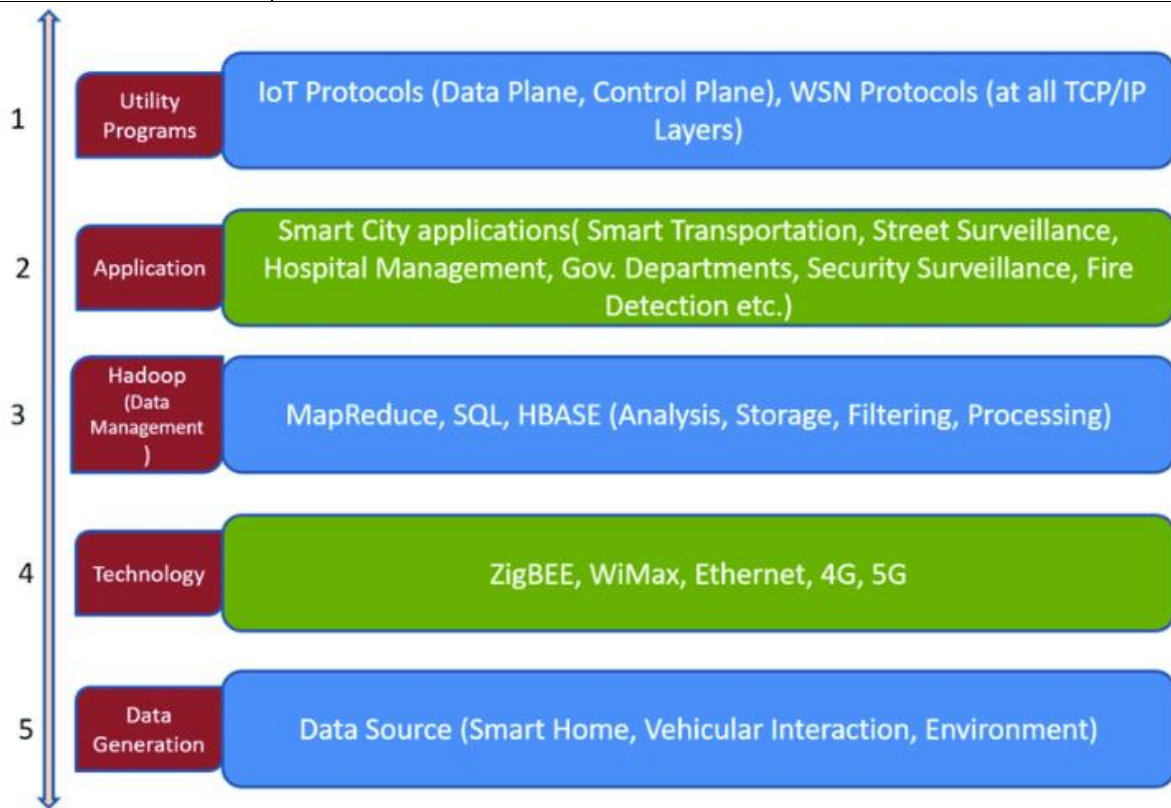 1
Utility
Programs
IoT Protocols (Data Plane, Control Plane), WSN Protocols (at all TCP/IP
Layers)
2
Application
Smart City applications( Smart Transportation, Street Surveillance,
Hospital Management, Gov. Departments, Security Surveillance, Fire
Detection etc.)
3
Hadoop
(Data
Management
)
MapReduce, SQL, HBASE (Analysis, Storage, Filtering, Processing)
4
Technology
ZigBEE, WiMax, Ethernet, 4G, 5G
5
Data
Generation
Data Source (Smart Home, Vehicular Interaction, Environment)